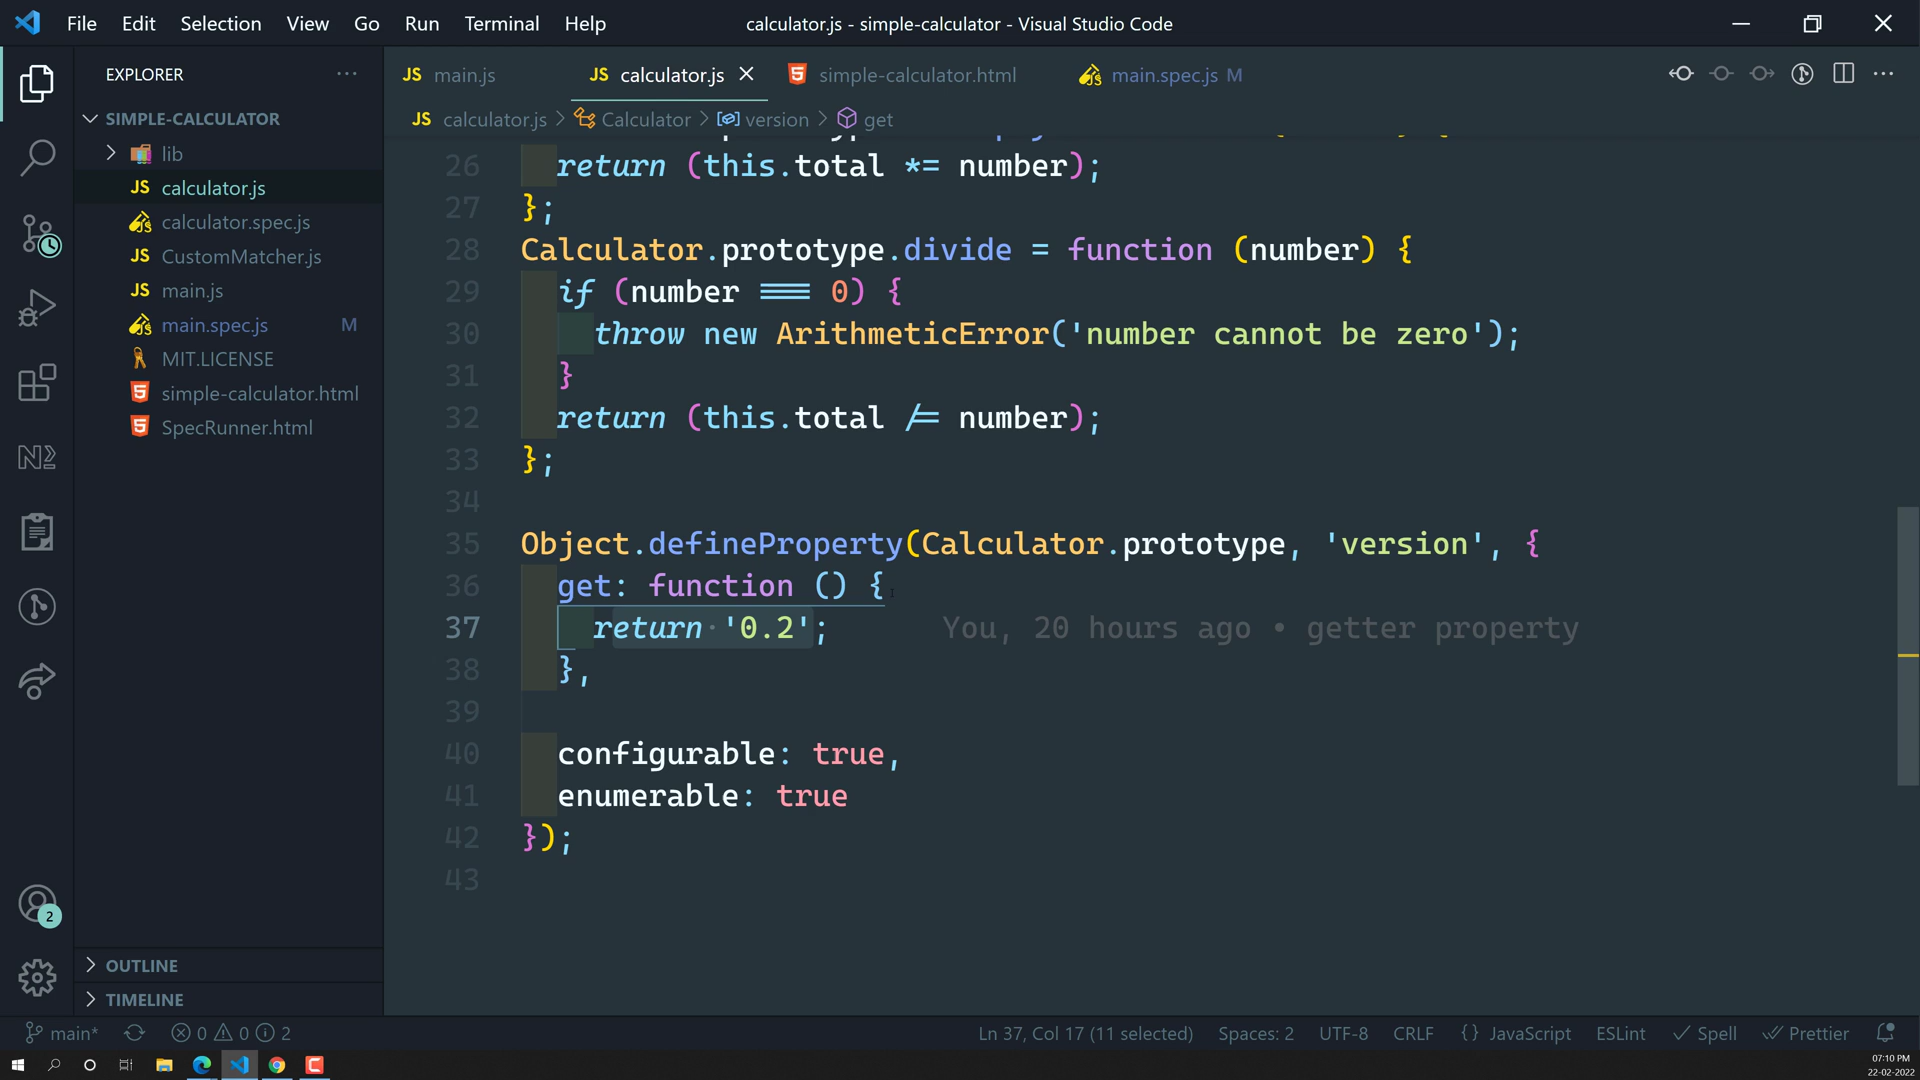 File Edit Selection View Go Run Terminal Help
calculator.js - simple-calculator - Visual Studio Code
EXPLORER
SIMPLE-CALCULATOR
lib
JS calculator.js
calculator.spec.js
JS CustomMatcher.js
JS main.js
main.spec.js M
MIT.LICENSE
simple-calculator.html
SpecRunner.html
OUTLINE
TIMELINE
2
JS main.js
JS calculator.js
simple-calculator.html
main.spec.js M
JS calculator.js > Calculator > version > get
26 return (this.total *= number);
27 };
28 Calculator.prototype.divide = function (number) {
29 if (number === 0) {
30 throw new ArithmeticError('number cannot be zero');
31 }
32 return (this.total /= number);
33 };
34
35 Object.defineProperty(Calculator.prototype, 'version', {
36 get: function () {
37 return '0.2'; You, 20 hours ago • getter property
38 },
39
40 configurable: true,
41 enumerable: true
42 });
43
main* 0 0 2
Ln 37, Col 17 (11 selected) Spaces: 2 UTF-8 CRLF {} JavaScript ESLint Spell Prettier
07:10 PM
22-02-2022